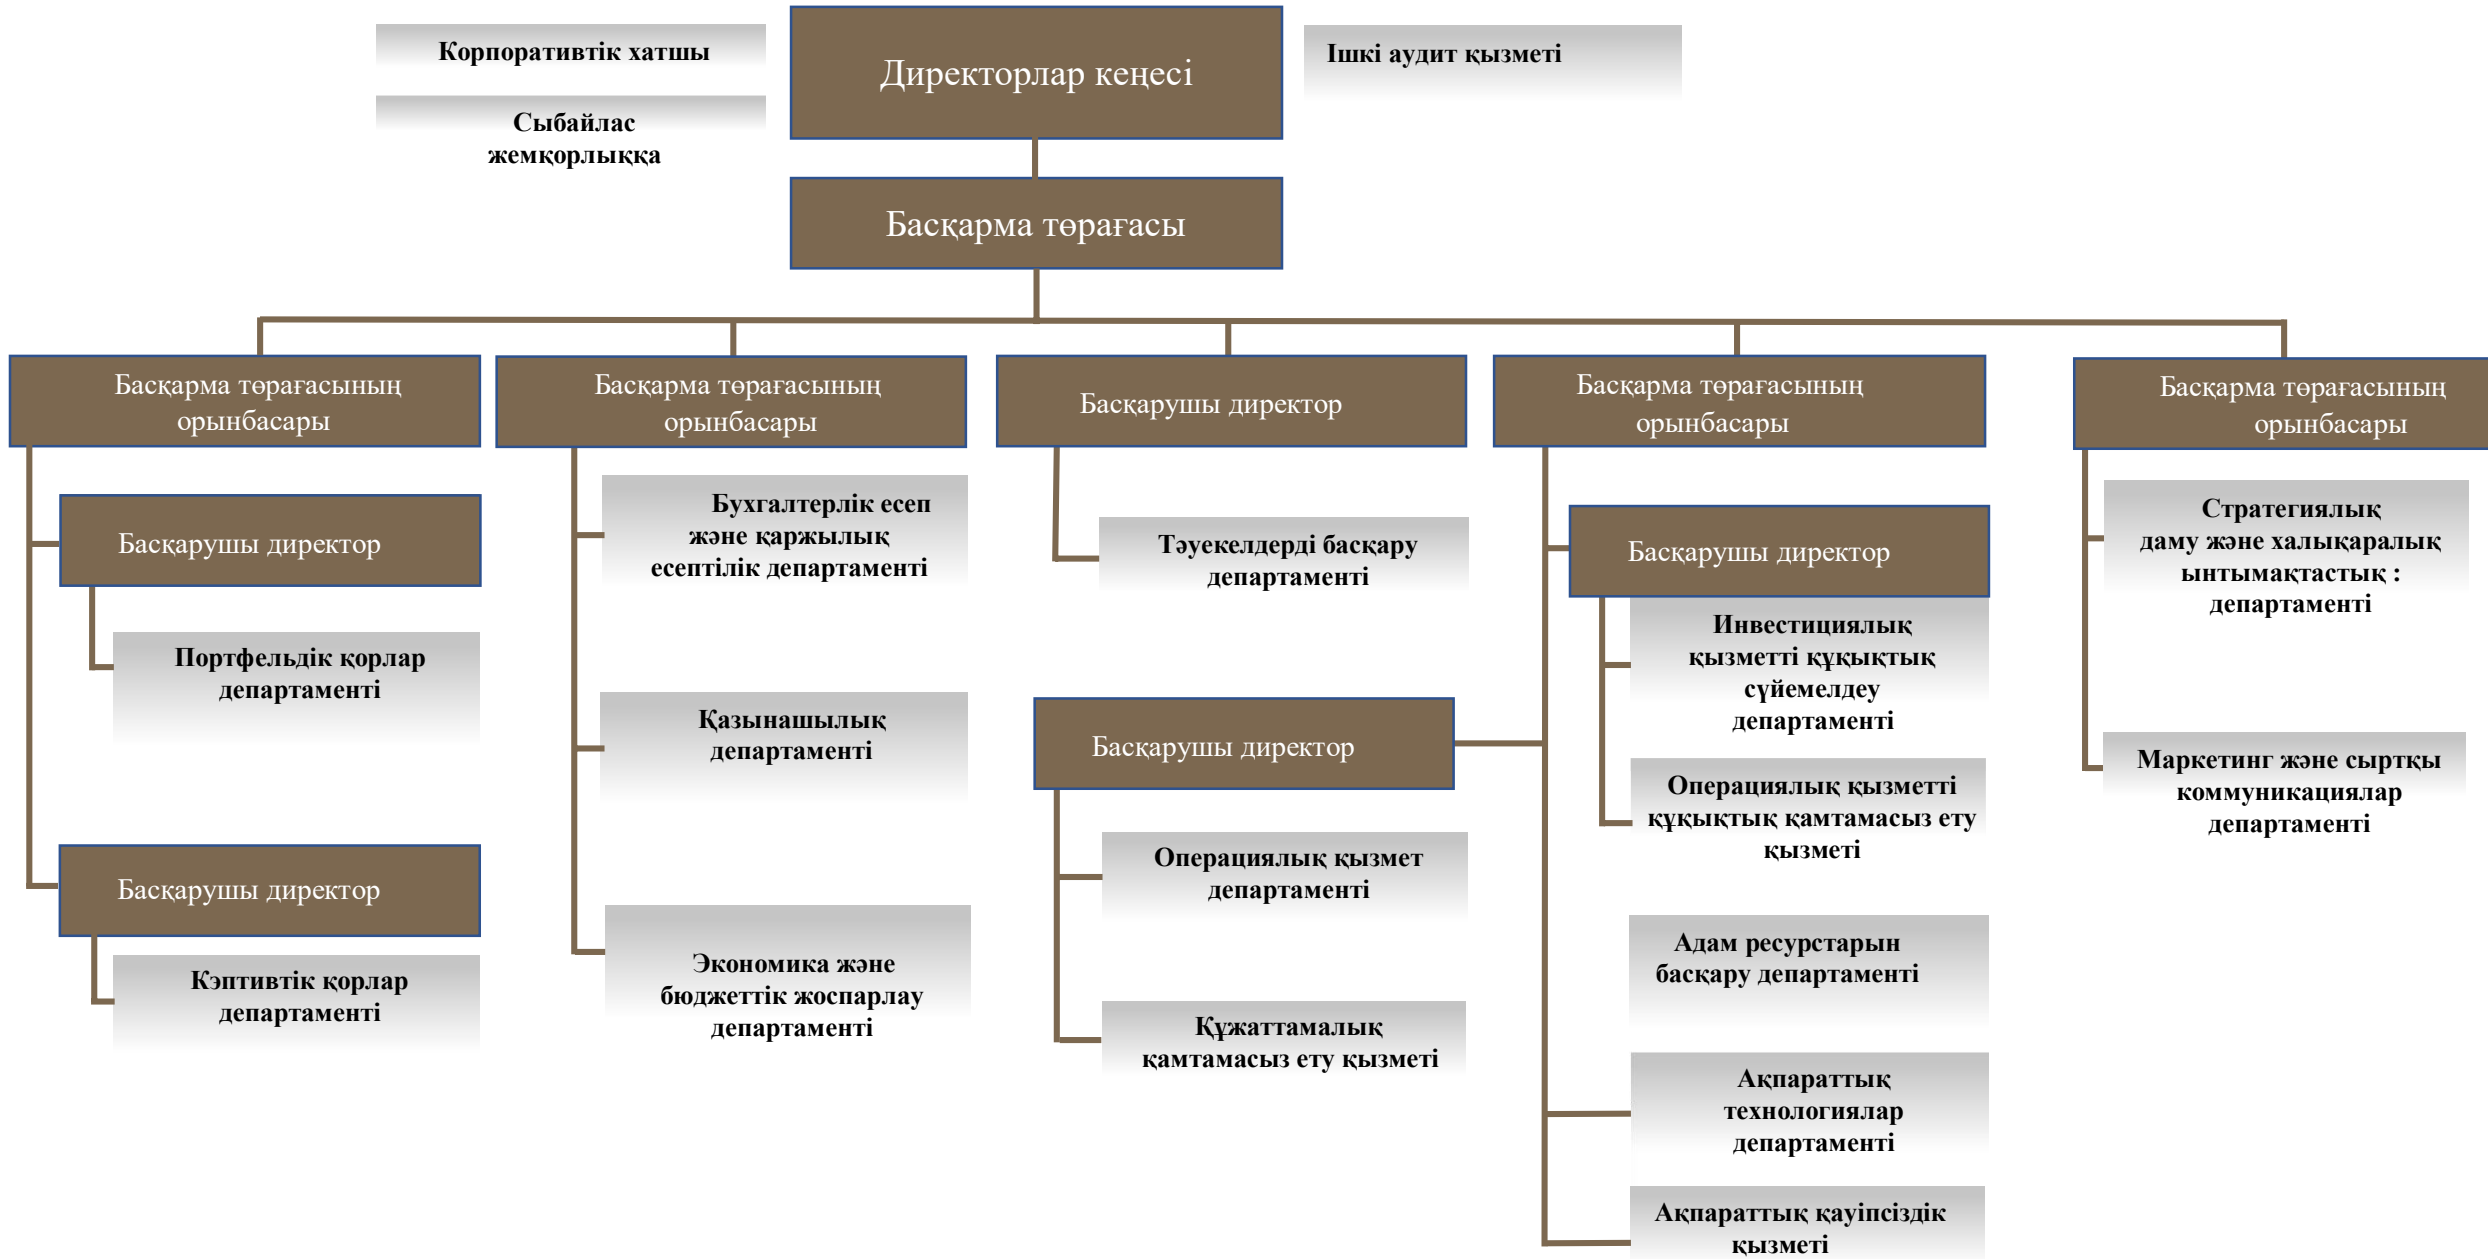 Корпоративтік хатшы
Сыбайлас
жемқорлыққа
Директорлар кеңесі
Ішкі аудит қызметі
Басқарма төрағасы
Басқарма төрағасының
орынбасары
Басқарушы директор
Портфельдік қорлар
департаменті
Басқарушы директор
Кэптивтік қорлар
департаменті
Басқарма төрағасының
орынбасары
Бухгалтерлік есеп
және қаржылық
есептілік департаменті
Қазынашылық
департаменті
Экономика және
бюджеттік жоспарлау
департаменті
Басқарушы директор
Тәуекелдерді басқару
департаменті
Басқарушы директор
Операциялық қызмет
департаменті
Құжаттамалық
қамтамасыз ету қызметі
Басқарма төрағасының
орынбасары
Басқарушы директор
Инвестициялық
қызметті құқықтық
сүйемелдеу
департаменті
Операциялық қызметті
құқықтық қамтамасыз ету
қызметі
Адам ресурстарын
басқару департаменті
Ақпараттық
технологиялар
департаменті
Ақпараттық қауіпсіздік
қызметі
Басқарма төрағасының
орынбасары
Стратегиялық
даму және халықаралық
ынтымақтастық :
департаменті
Маркетинг және сыртқы
коммуникациялар
департаменті